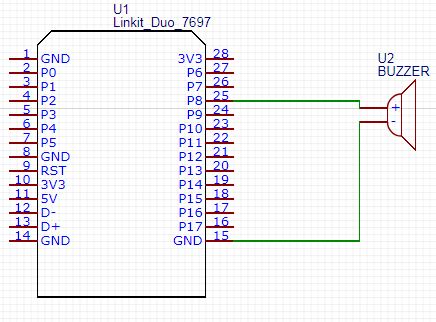 U1
Linkit_Duo_7697
1 GND 3V3 28
2 P0 P6 27
3 P1 P7 26
4 P2 P8 25
5 P3 P9 24
6 P4 P10 23
7 P5 P11 22
8 GND P12 21
9 RST P13 20
10 3V3 P14 19
11 5V P15 18
12 D- P16 17
13 D+ P17 16
14 GND GND 15
U2
BUZZER
+
-